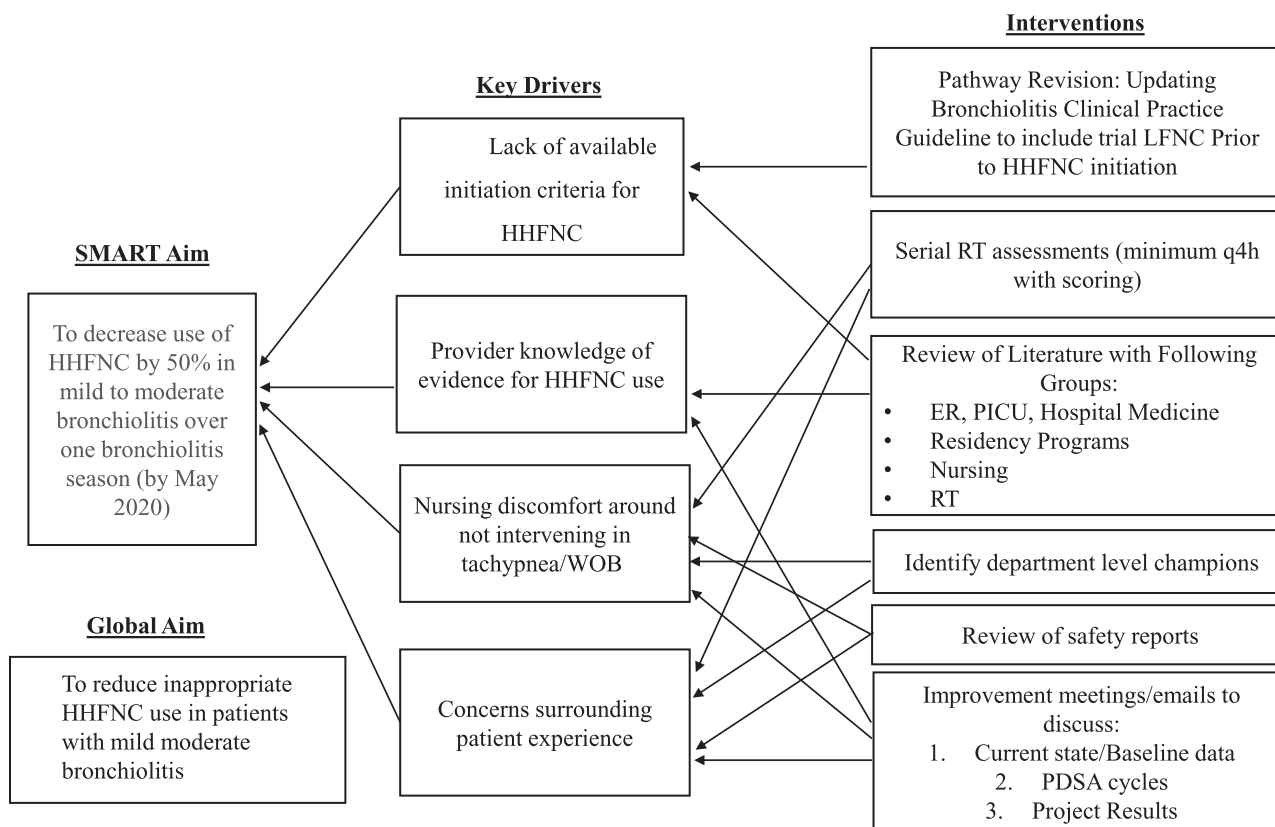 SMART Aim
To decrease use of
HHFNC by 50% in
mild to moderate
bronchiolitis over
one bronchiolitis
season (by May
2020)
Global Aim
To reduce inappropriate
HHFNC use in patients
with mild moderate
bronchiolitis
Key Drivers
Lack of available
initiation criteria for
HHFNC
Provider knowledge of
evidence for HHFNC use
Nursing discomfort around
not intervening in
tachypnea/WOB
Concerns surrounding
patient experience
Interventions
Pathway Revision: Updating
Bronchiolitis Clinical Practice
Guideline to include trial LFNC Prior
to HHFNC initiation
Serial RT assessments (minimum q4h
with scoring)
Review of Literature with Following
Groups:
• ER, PICU, Hospital Medicine
• Residency Programs
• Nursing
• RT
Identify department level champions
Review of safety reports
Improvement meetings/emails to
discuss:
1. Current state/Baseline data
2. PDSA cycles
3. Project Results